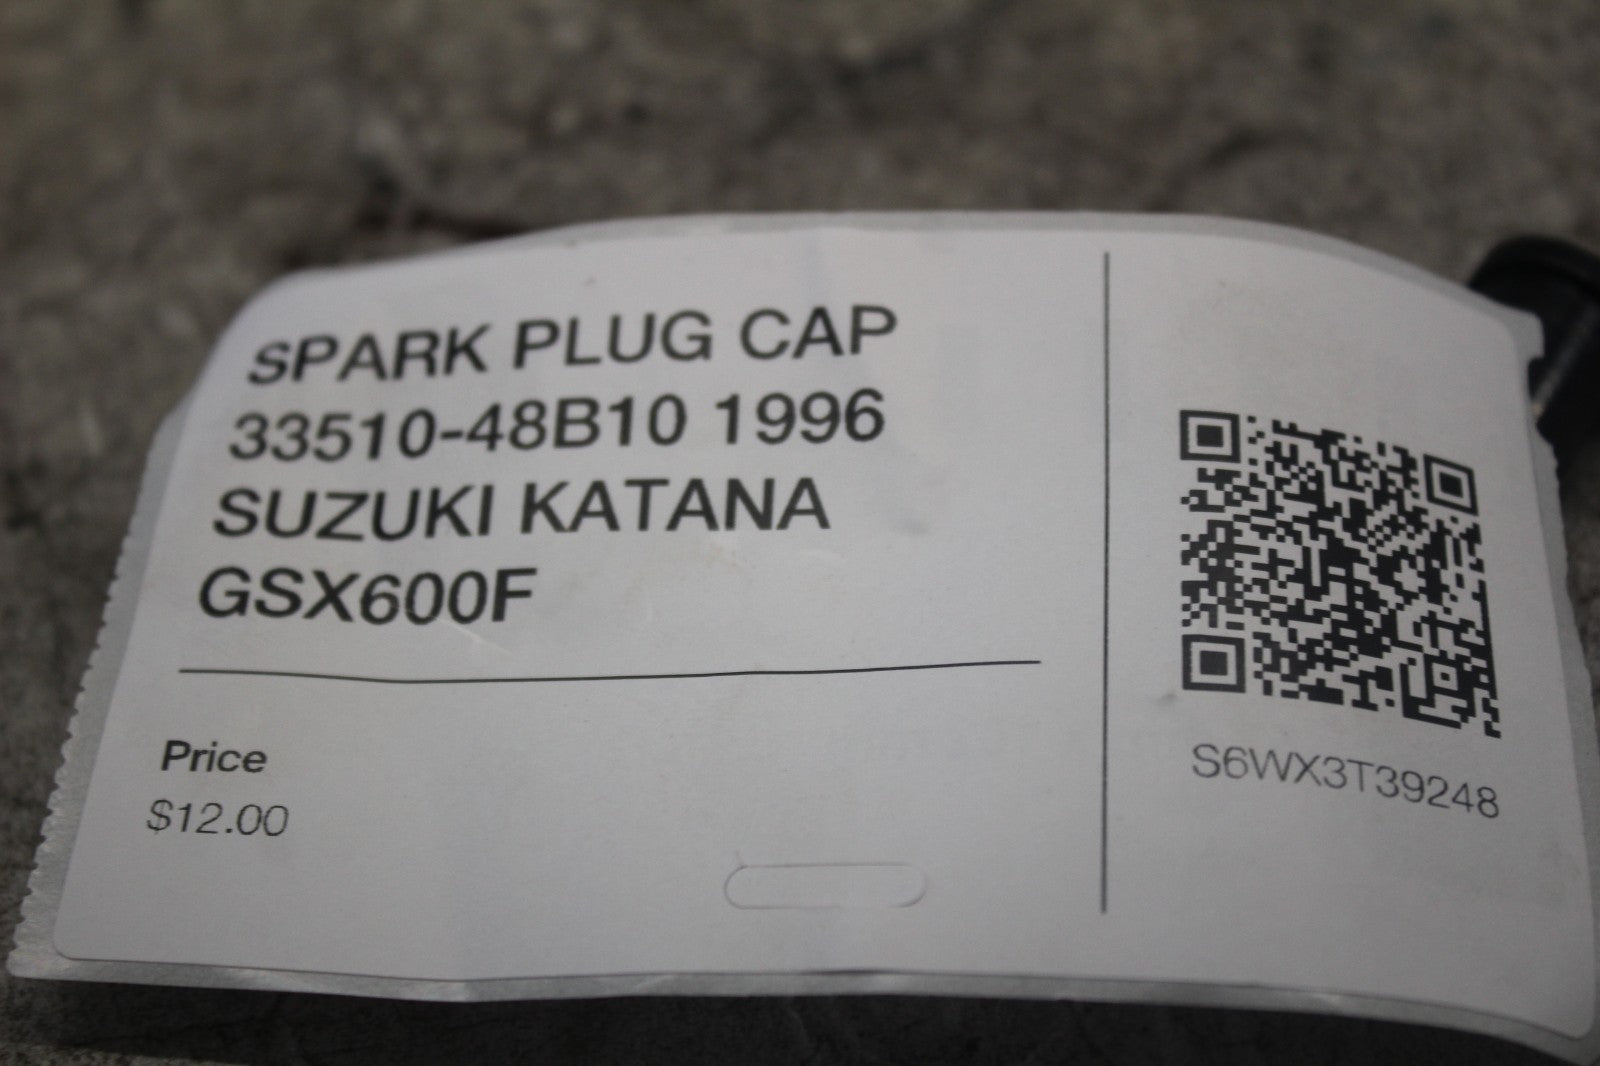 SPARK PLUG CAP
33510-48B10 1996
SUZUKI KATANA
GSX600F
Price
$12.00
S6WX3T39248